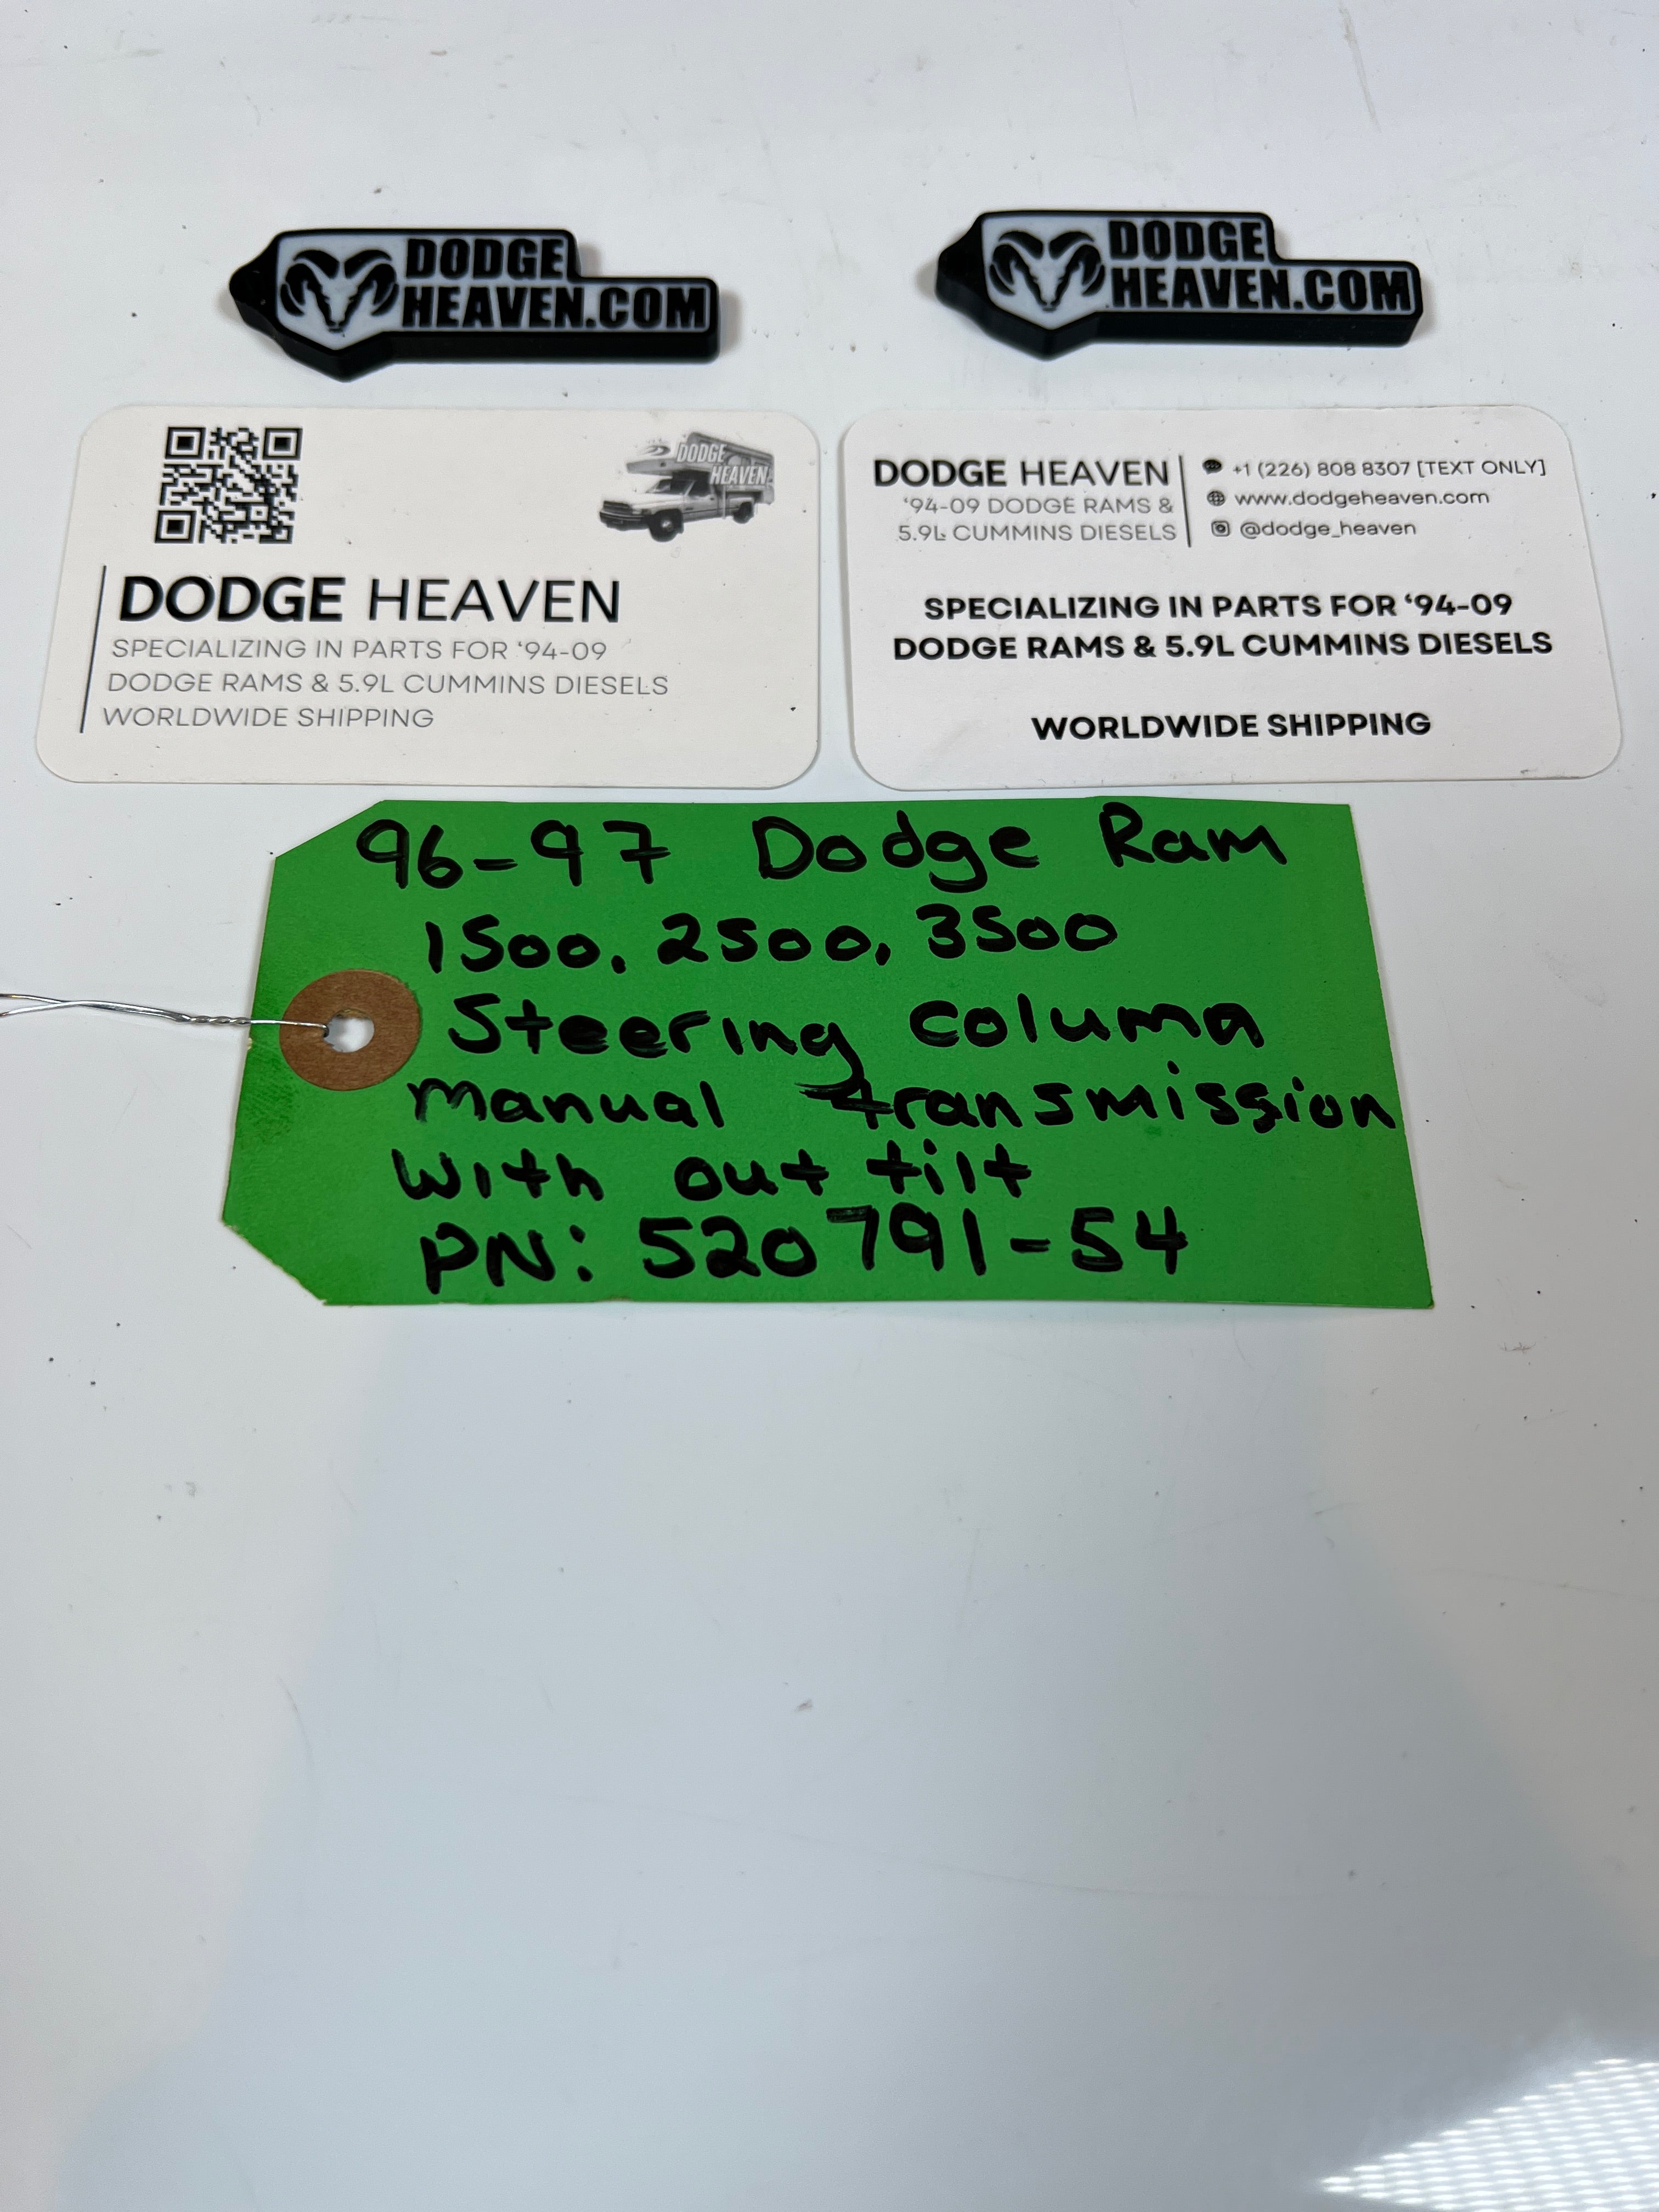 DODGE
HEAVEN.COM
DODGE
HEAVEN.COM
DODGE
HEAVEN
DODGE HEAVEN
SPECIALIZING IN PARTS FOR '94-09
DODGE RAMS & 5.9L CUMMINS DIESELS
WORLDWIDE SHIPPING
DODGE HEAVEN
'94-09 DODGE RAMS &
5.9L CUMMINS DIESELS
+1 (226) 808 8307 [TEXT ONLY]
www.dodgeheaven.com
@dodge_heaven
SPECIALIZING IN PARTS FOR '94-09
DODGE RAMS & 5.9L CUMMINS DIESELS
WORLDWIDE SHIPPING
96-97 Dodge Ram
1500, 2500, 3500
Steering Column
manual transmission
with out tilt
PN: 520791-54